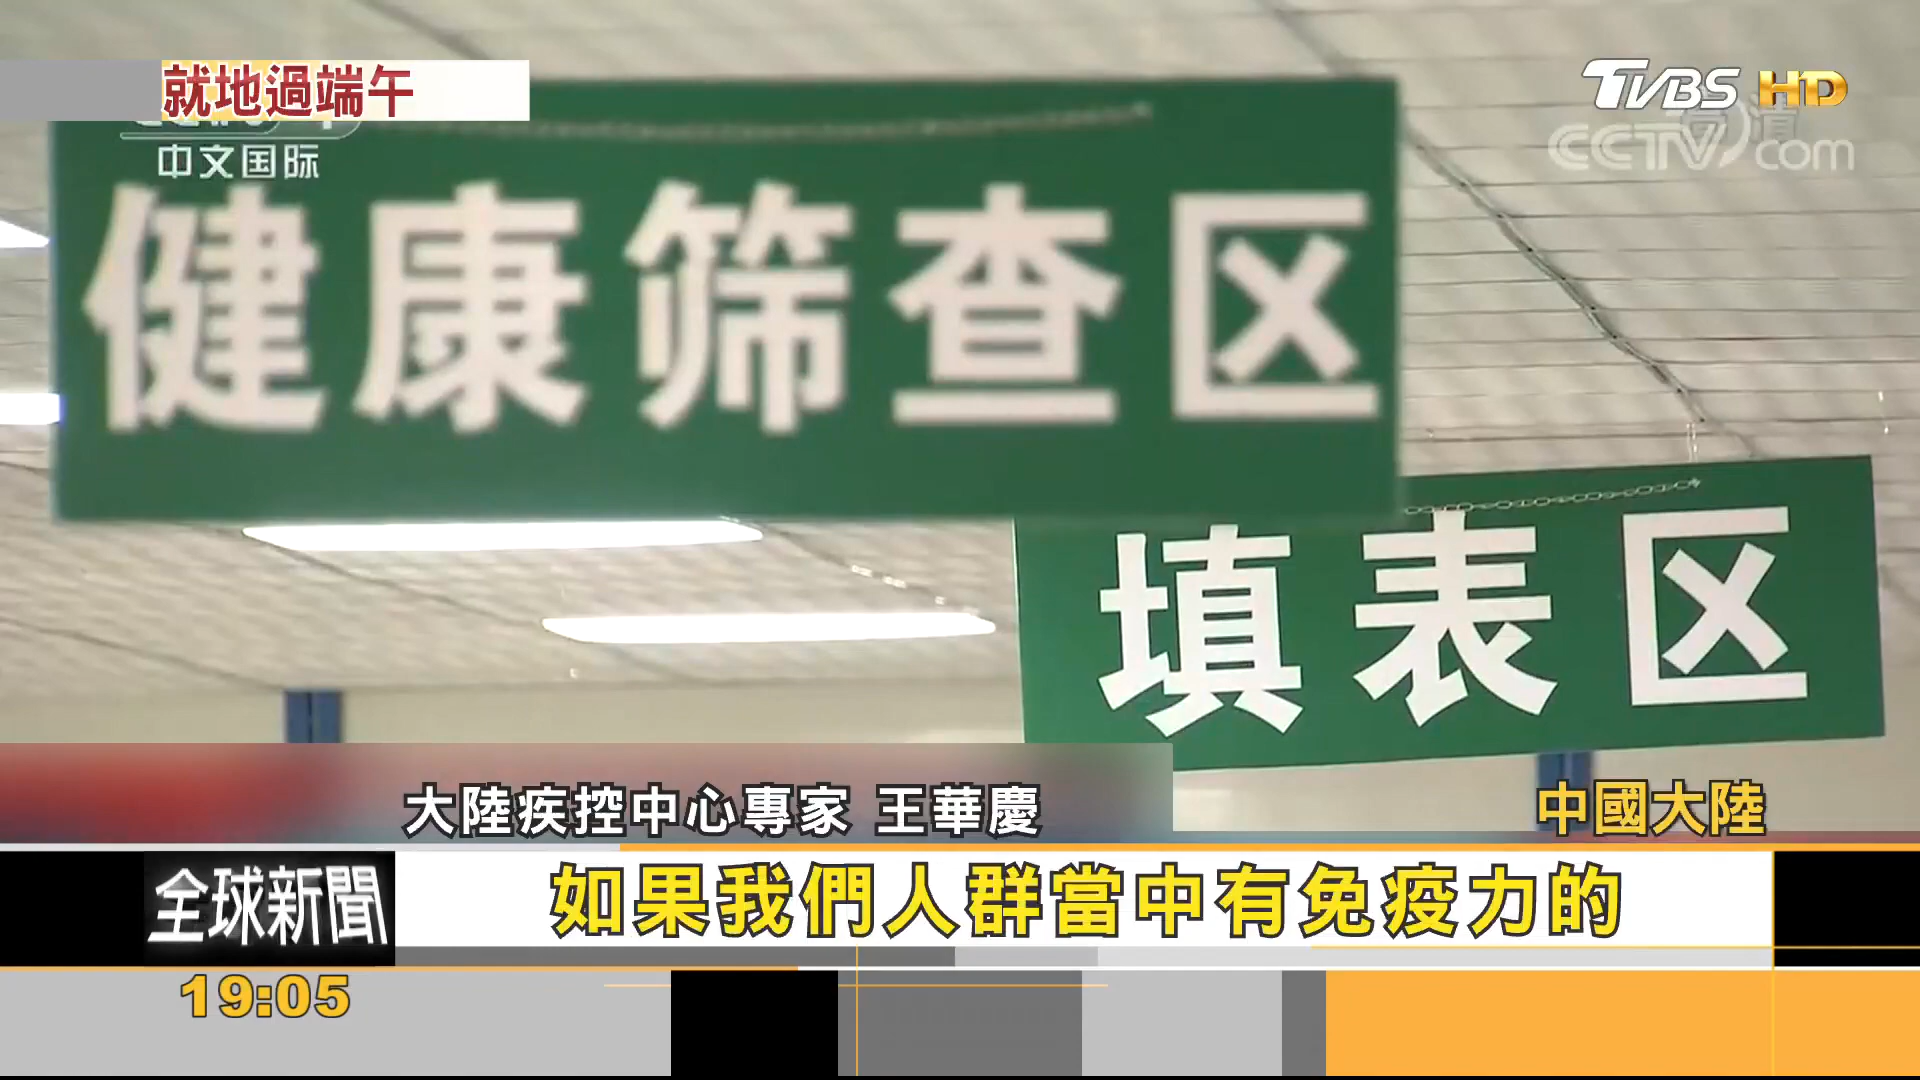 就地過端午
TVBS HD
CCTV.com
中文国际
健康筛查区
填表区
大陸疾控中心專家 王華慶
中國大陸
全球新聞
如果我們人群當中有免疫力的
19:05